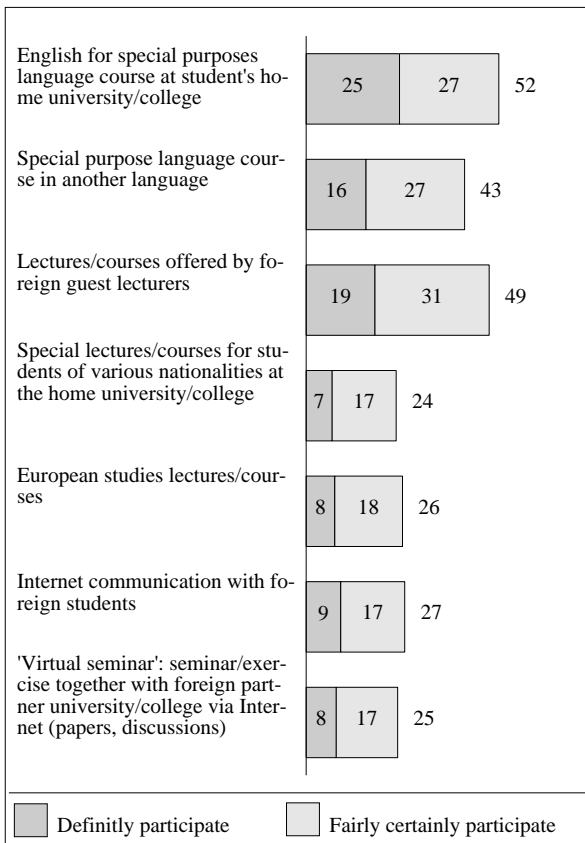 English for special purposes
language course at student's ho-
me university/college
25 27 52
Special purpose language cour-
se in another language
16 27 43
Lectures/courses offered by fo-
reign guest lecturers
19 31 49
Special lectures/courses for stu-
dents of various nationalities at
the home university/college
7 17 24
European studies lectures/cour-
ses
8 18 26
Internet communication with fo-
reign students
9 17 27
'Virtual seminar': seminar/exer-
cise together with foreign part-
ner university/college via Inter-
net (papers, discussions)
8 17 25
Definitly participate
Fairly certainly participate